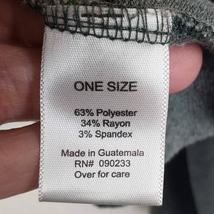 ONE SIZE
63% Polyester
34% Rayon
3% Spandex
Made in Guatemala
RN# 090233
Over for care